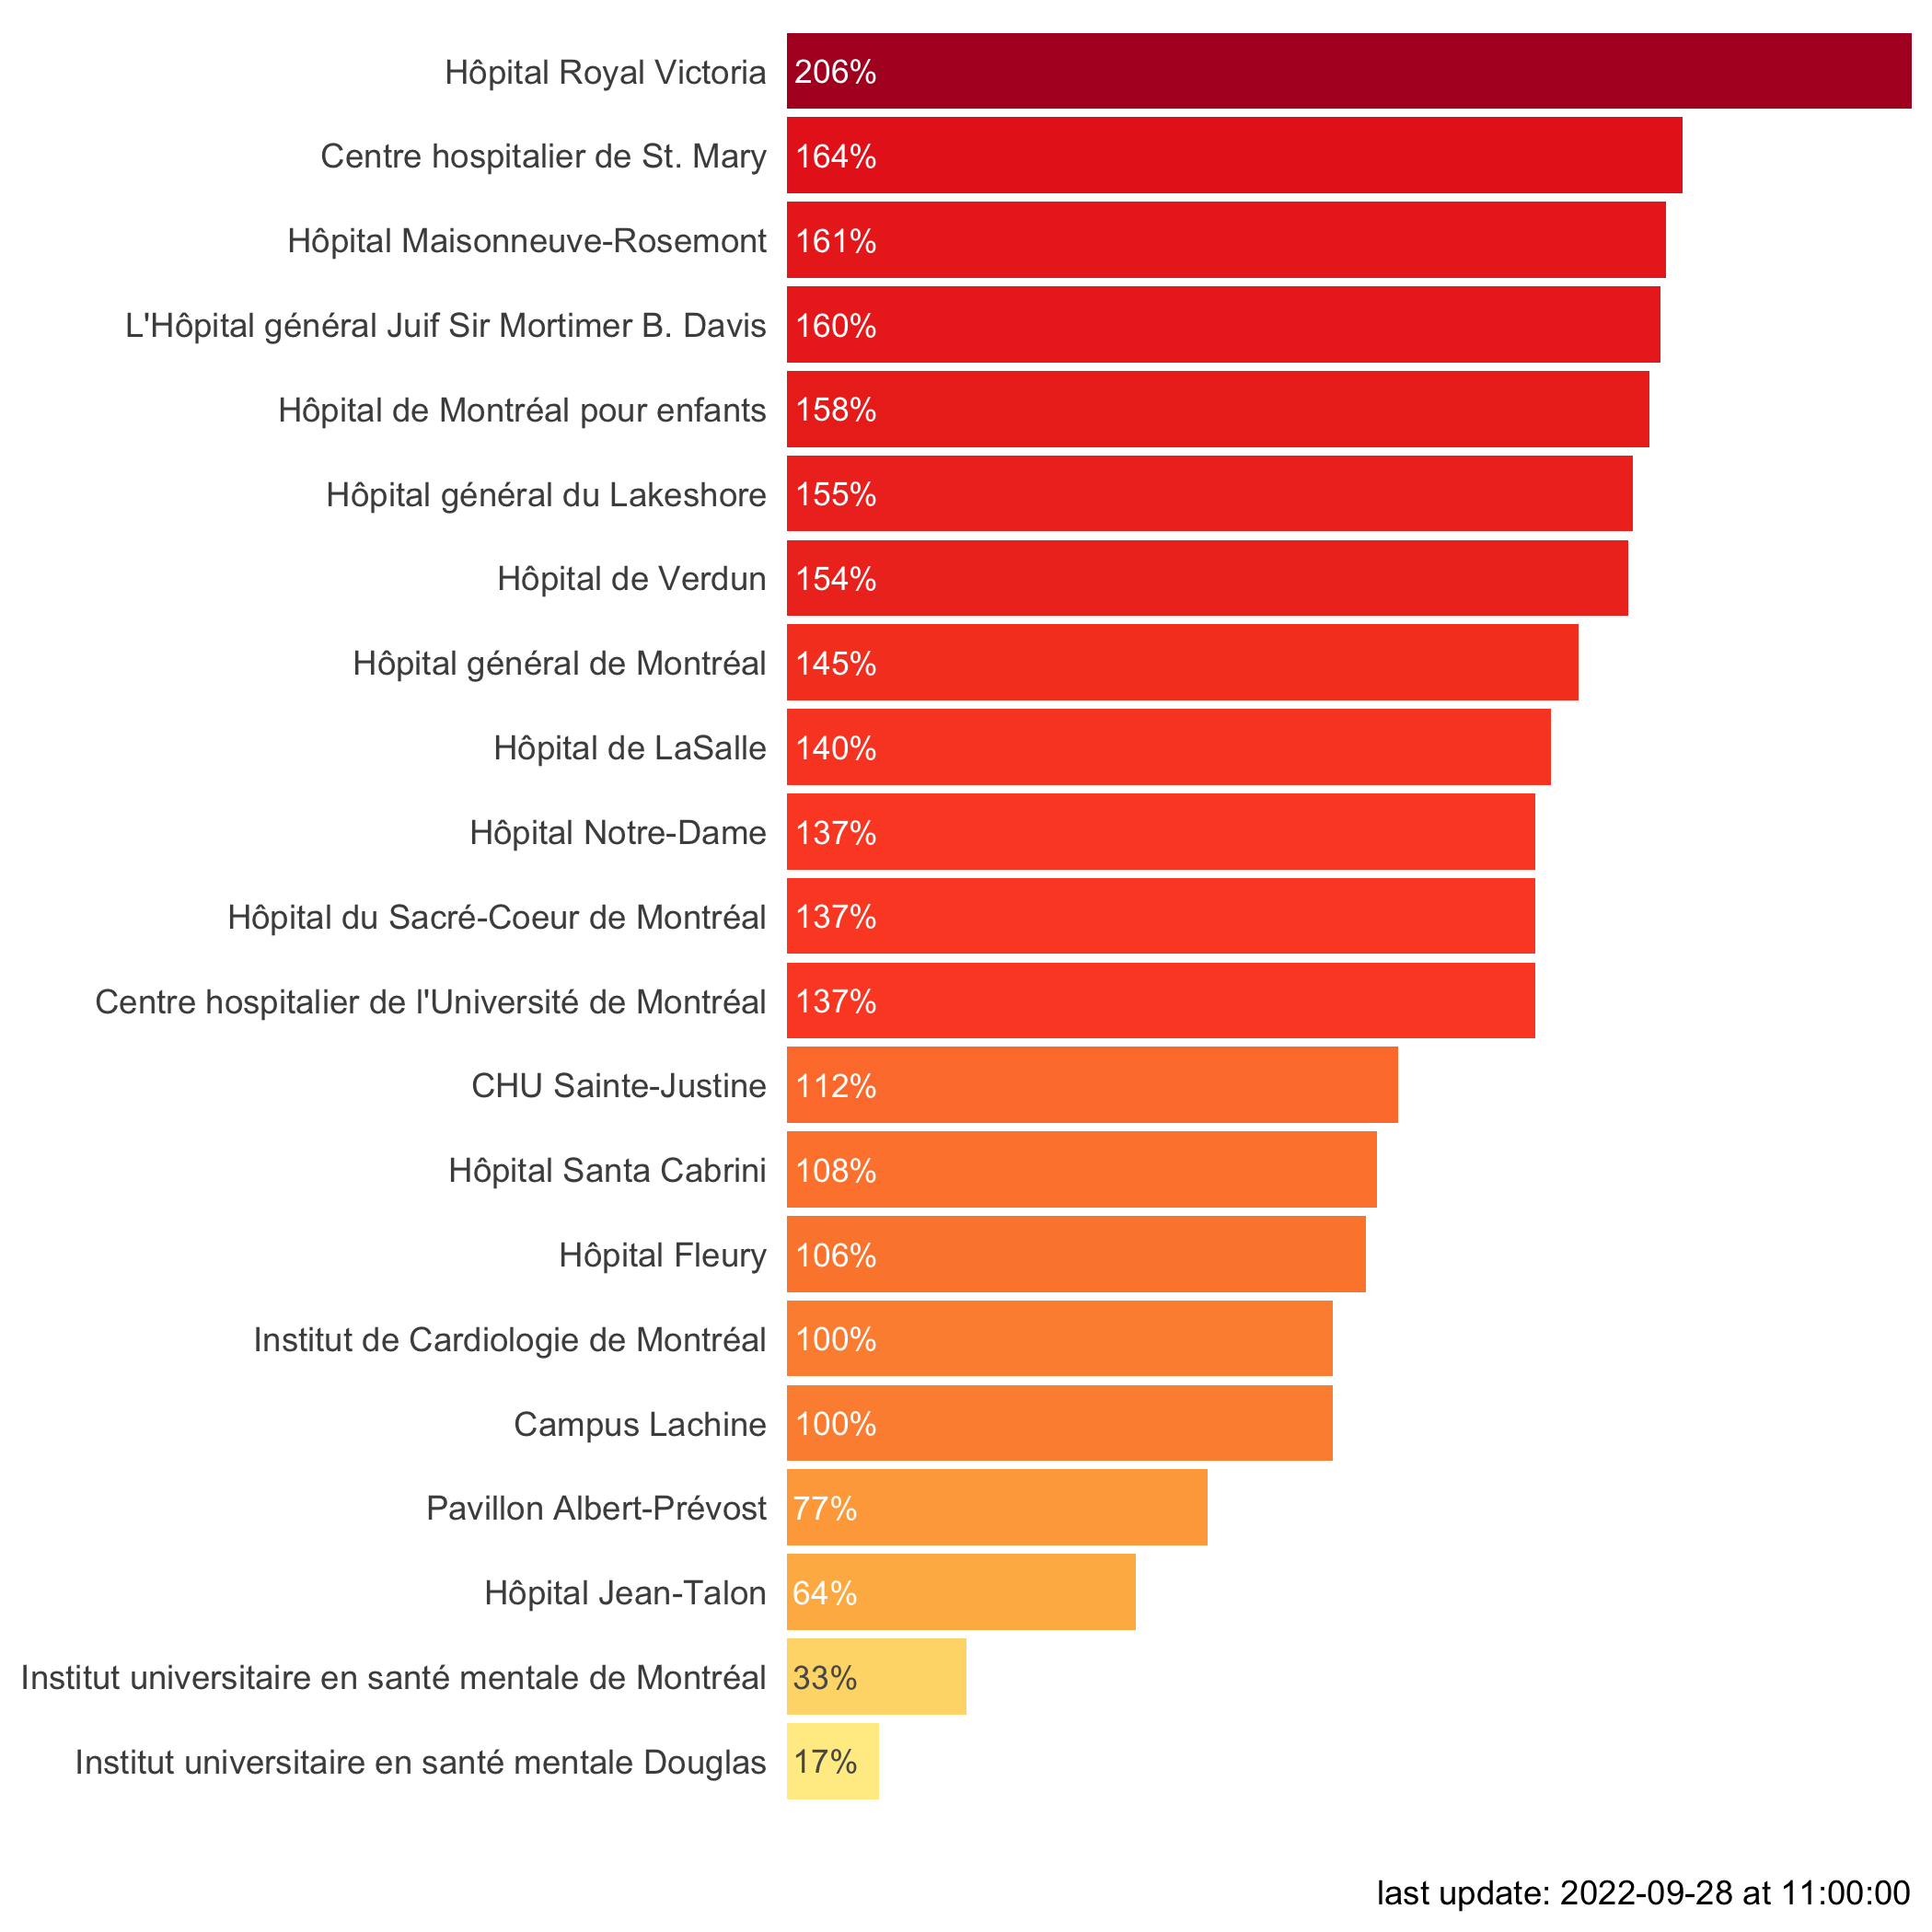 Hôpital Royal Victoria 206%
Centre hospitalier de St. Mary 164%
Hôpital Maisonneuve-Rosemont 161%
L'Hôpital général Juif Sir Mortimer B. Davis 160%
Hôpital de Montréal pour enfants 158%
Hôpital général du Lakeshore 155%
Hôpital de Verdun 154%
Hôpital général de Montréal 145%
Hôpital de LaSalle 140%
Hôpital Notre-Dame 137%
Hôpital du Sacré-Coeur de Montréal 137%
Centre hospitalier de l'Université de Montréal 137%
CHU Sainte-Justine 112%
Hôpital Santa Cabrini 108%
Hôpital Fleury 106%
Institut de Cardiologie de Montréal 100%
Campus Lachine 100%
Pavillon Albert-Prévost 77%
Hôpital Jean-Talon 64%
Institut universitaire en santé mentale de Montréal 33%
Institut universitaire en santé mentale Douglas 17%
last update: 2022-09-28 at 11:00:00